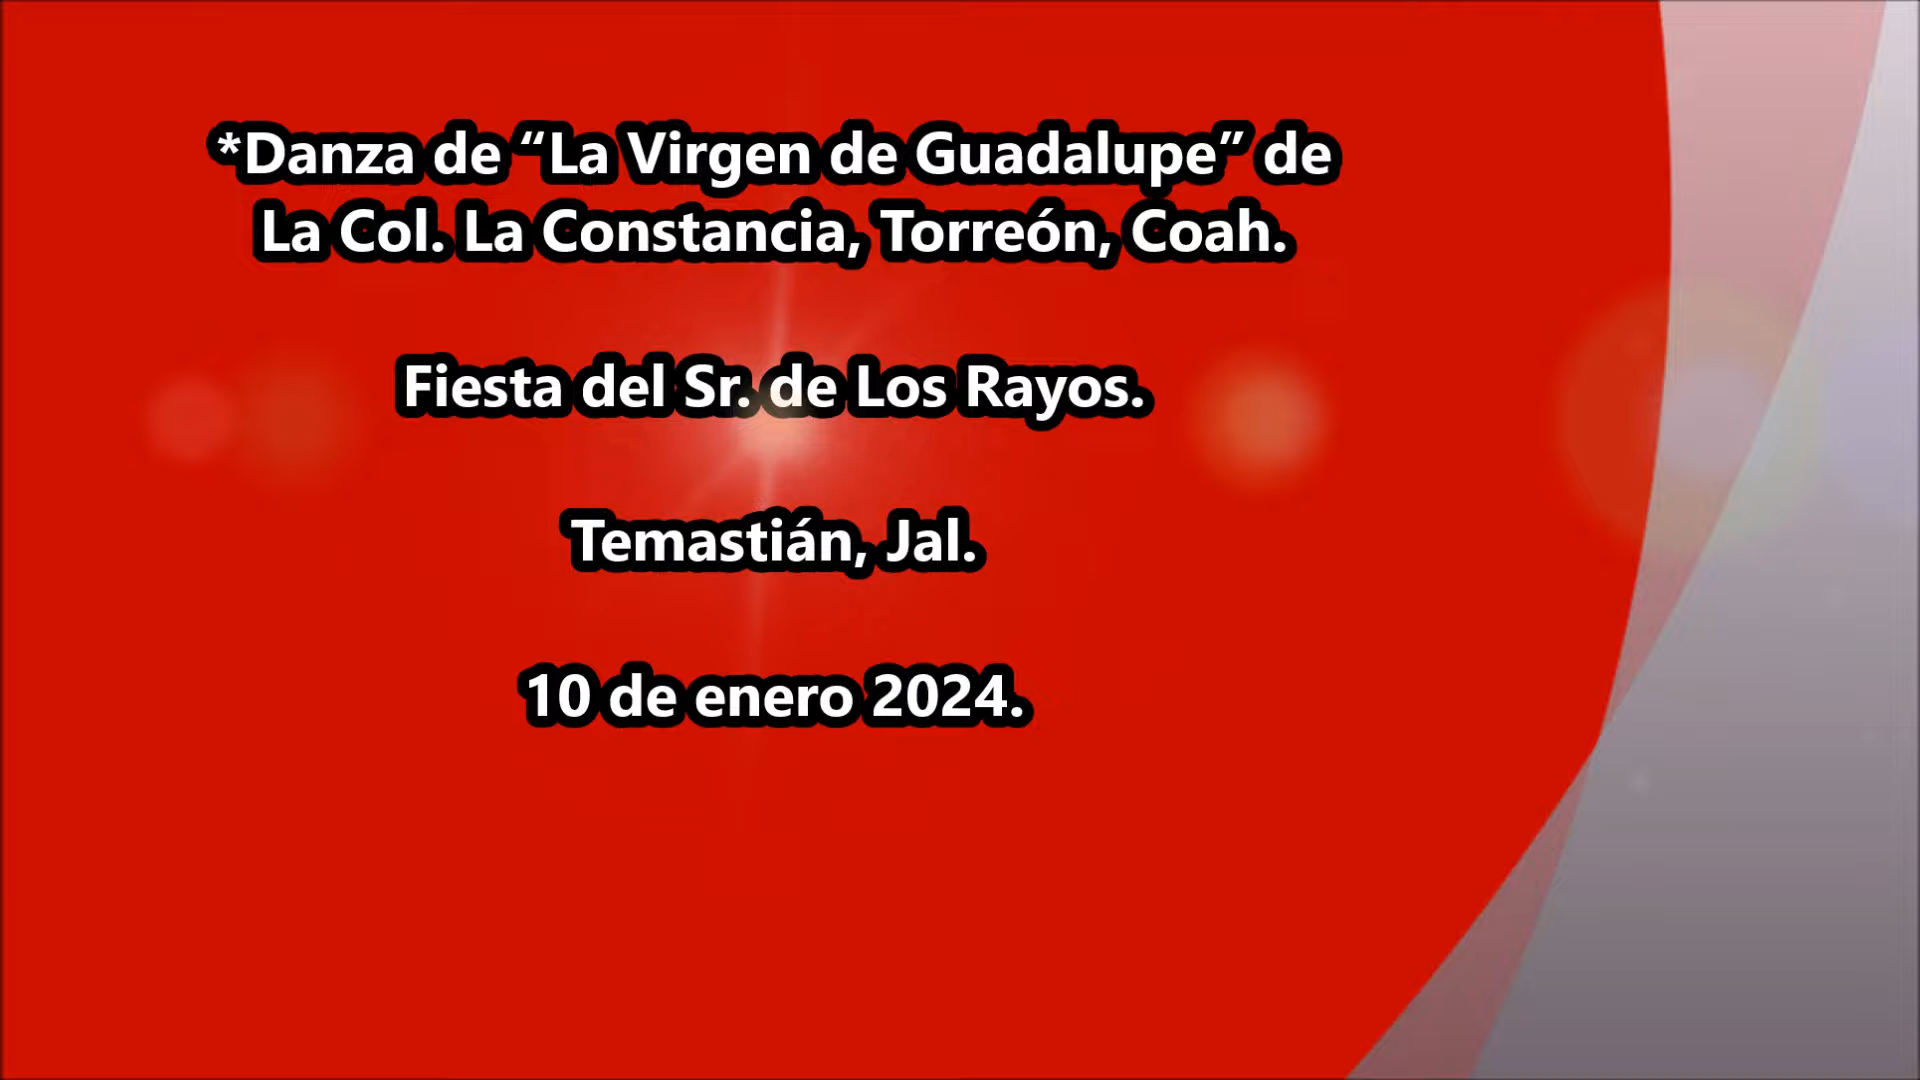 *Danza de “La Virgen de Guadalupe” de
La Col. La Constancia, Torreón, Coah.
Fiesta del Sr. de Los Rayos.
Temastián, Jal.
10 de enero 2024.